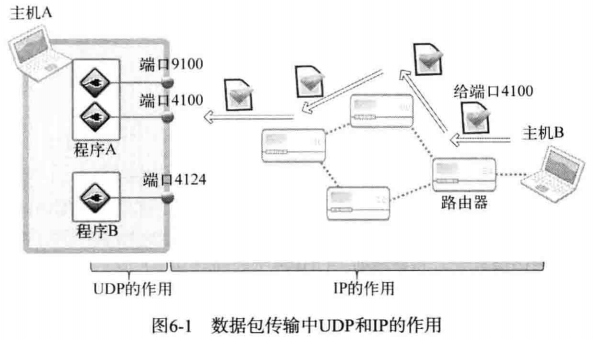 主机A
端口9100
端口4100
给端口4100
程序A
主机B
端口4124
路由器
程序B
UDP的作用
IP的作用
图6-1 数据包传输中UDP和IP的作用